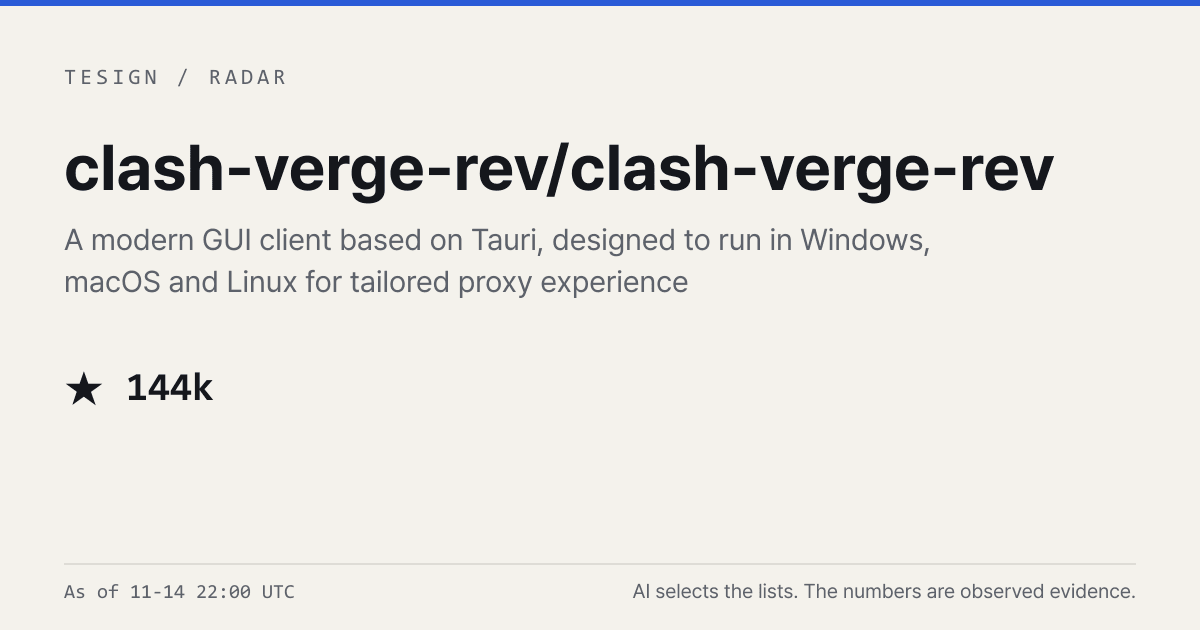 TESIGN / RADAR
clash-verge-rev/clash-verge-rev
A modern GUI client based on Tauri, designed to run in Windows,
macOS and Linux for tailored proxy experience
★ 144k
As of 11-14 22:00 UTC
AI selects the lists. The numbers are observed evidence.